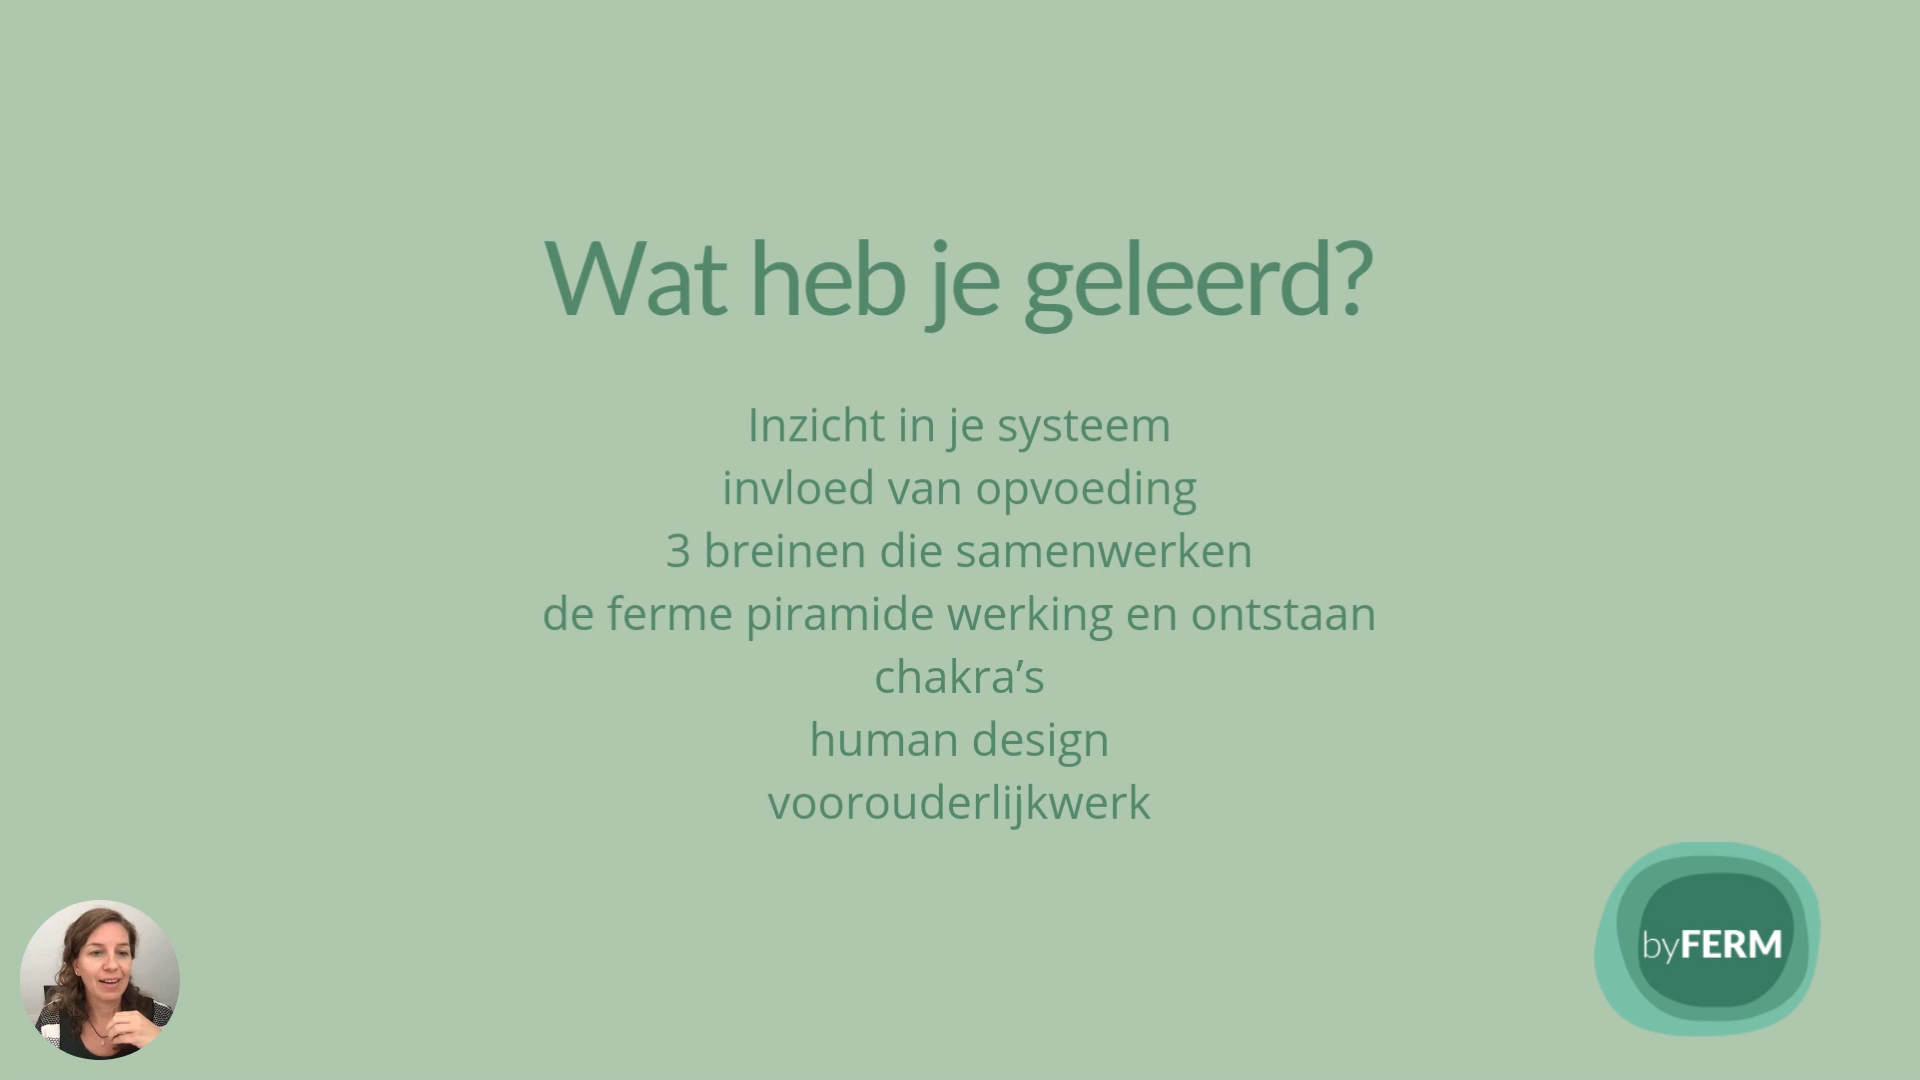 Wat heb je geleerd?
Inzicht in je systeem
invloed van opvoeding
3 breinen die samenwerken
de ferme piramide werking en ontstaan
chakra’s
human design
voorouderlijkwerk
byFERM